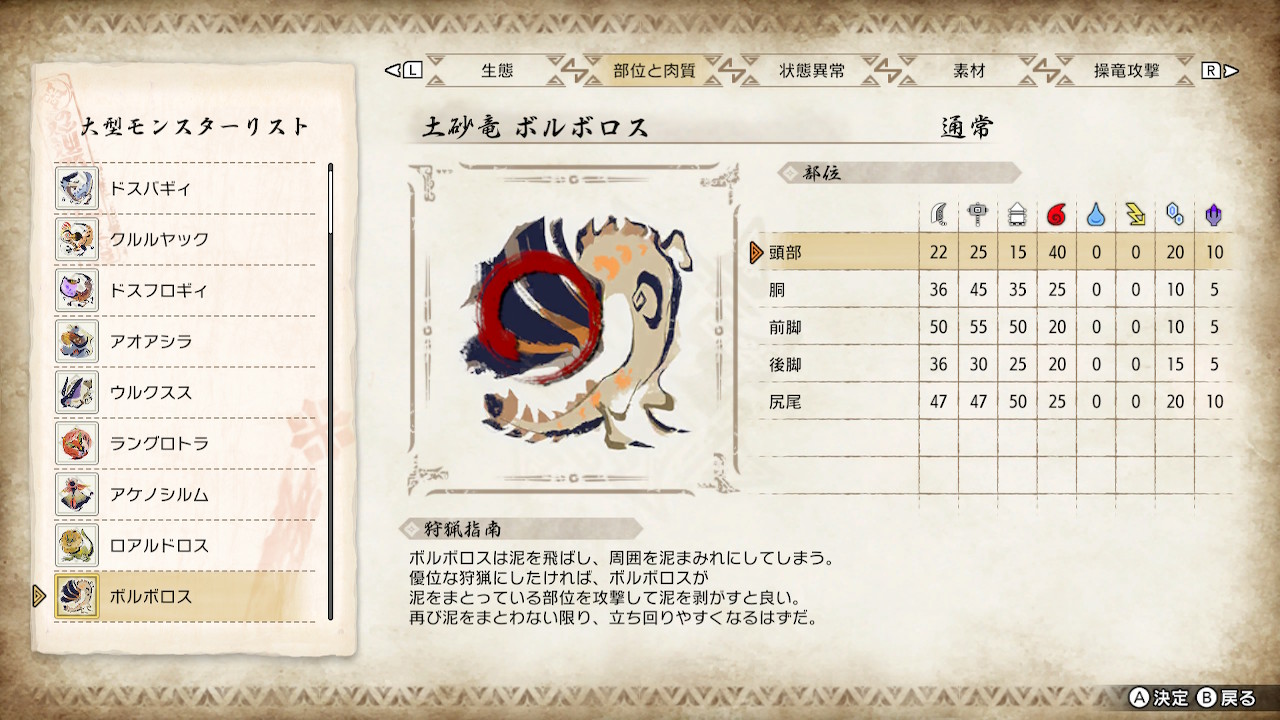 L 生態 部位と肉質 状態異常 素材 操竜攻撃 R
大型モンスターリスト
ドスバギィ
クルルヤック
ドスフロギィ
アオアシラ
ウルクスス
ラングロトラ
アケノシルム
ロアルドロス
ボルボロス
土砂竜 ボルボロス 通常
部位
頭部 22 25 15 40 0 0 20 10
胴 36 45 35 25 0 0 10 5
前脚 50 55 50 20 0 0 10 5
後脚 36 30 25 20 0 0 15 5
尻尾 47 47 50 25 0 0 20 10
狩猟指南
ボルボロスは泥を飛ばし、周囲を泥まみれにしてしまう。
優位な狩猟にしたければ、ボルボロスが
泥をまとっている部位を攻撃して泥を剥がすと良い。
再び泥をまとわない限り、立ち回りやすくなるはずだ。
A 決定 B 戻る